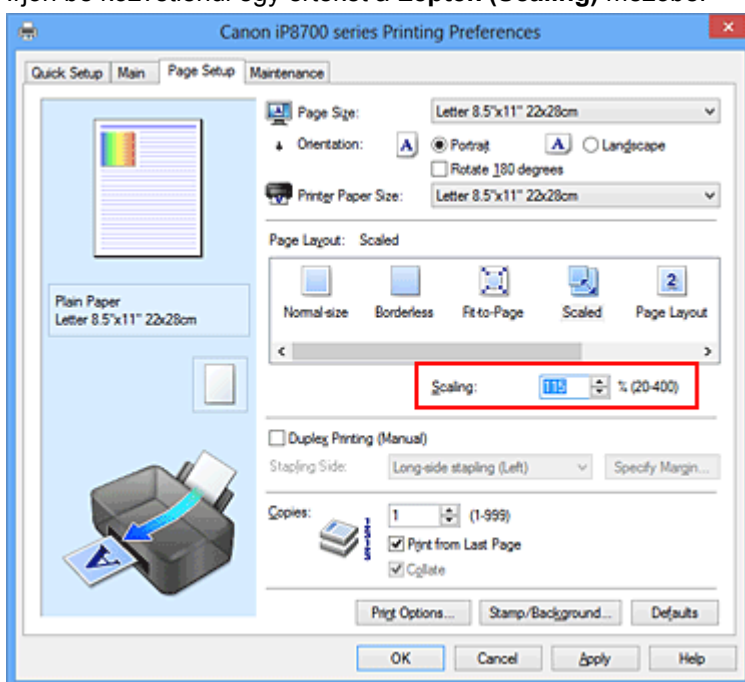 Canon iP8700 series Printing Preferences
Quick Setup Main Page Setup Maintenance
Page Size: Letter 8.5"x11" 22x28cm
Orientation: A Portrait A Landscape
Rotate 180 degrees
Printer Paper Size: Letter 8.5"x11" 22x28cm
Page Layout: Scaled
2
Normal-size Borderless Fit-to-Page Scaled Page Layout
Plain Paper
Letter 8.5"x11" 22x28cm
Scaling: 115 % (20-400)
Duplex Printing (Manual)
Stapling Side: Long-side stapling (Left) Specify Margin...
Copies: 1 (1-999)
Print from Last Page
Collate
Print Options... Stamp/Background... Defaults
OK Cancel Apply Help